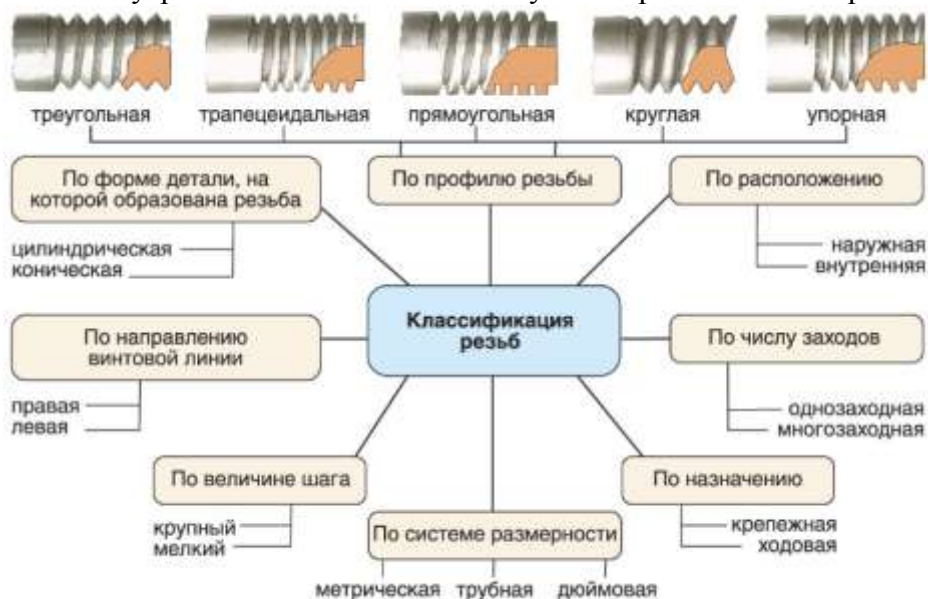 треугольная трапецеидальная прямоугольная круглая упорная
По форме детали, на
которой образована резьба
По профилю резьбы
По расположению
цилиндрическая
коническая
наружная
внутренняя
Классификация
резьб
По направлению
винтовой линии
По числу заходов
правая
левая
однозаходная
многозаходная
По величине шага
По назначению
крупный
мелкий
По системе размерности
крепежная
ходовая
метрическая трубная дюймовая